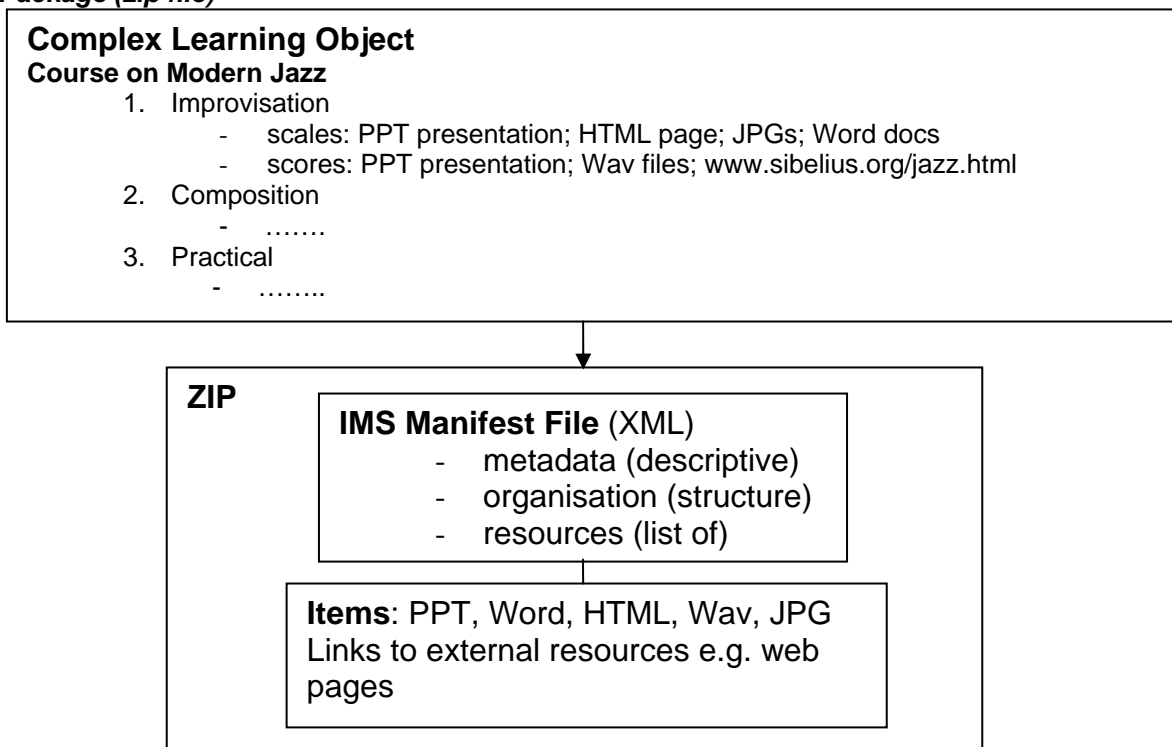 (zip file)
Complex Learning Object
Course on Modern Jazz
1. Improvisation
- scales: PPT presentation; HTML page; JPGs; Word docs
- scores: PPT presentation; Wav files; www.sibelius.org/jazz.html
2. Composition
- …….
3. Practical
- ……..
ZIP
IMS Manifest File (XML)
- metadata (descriptive)
- organisation (structure)
- resources (list of)
Items: PPT, Word, HTML, Wav, JPG
Links to external resources e.g. web
pages